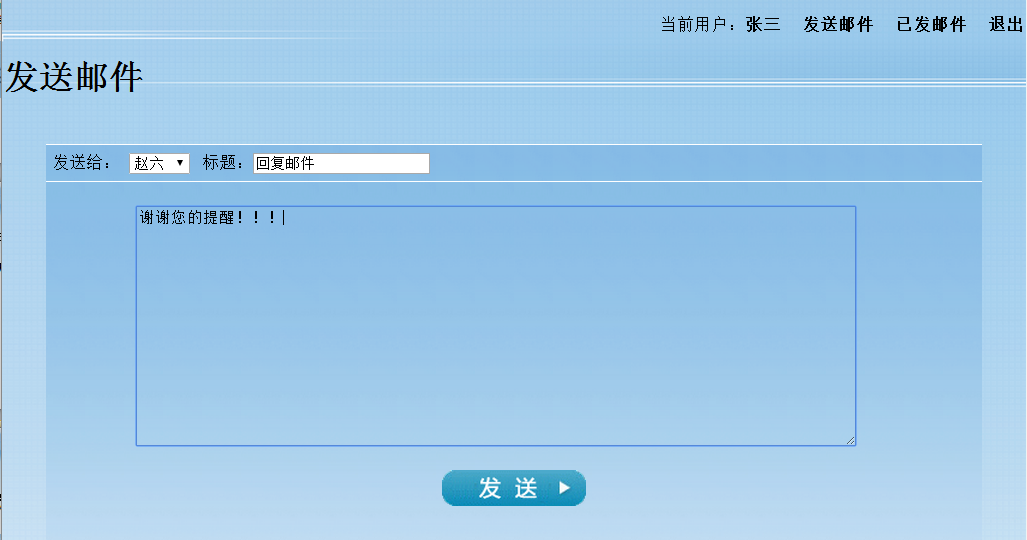 当前用户：张三 发送邮件 已发邮件 退出
发送邮件
发送给： 赵六 标题：回复邮件
谢谢您的提醒！！！
发 送